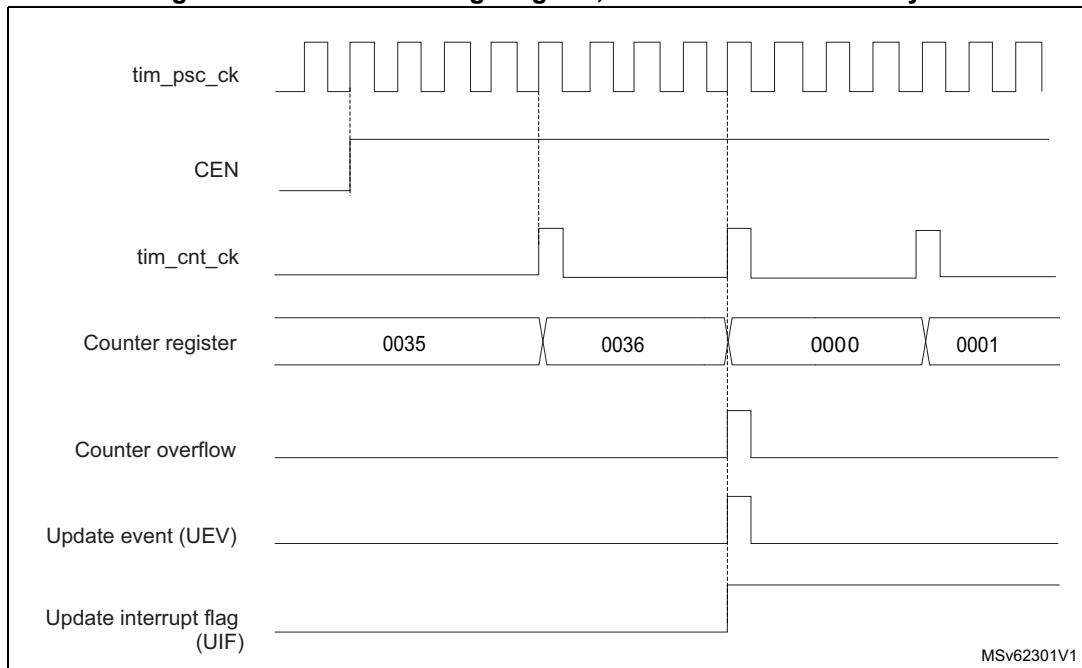 tim_psc_ck
CEN
tim_cnt_ck
Counter register
0035
0036
0000
0001
Counter overflow
Update event (UEV)
Update interrupt flag
(UIF)
MSv62301V1